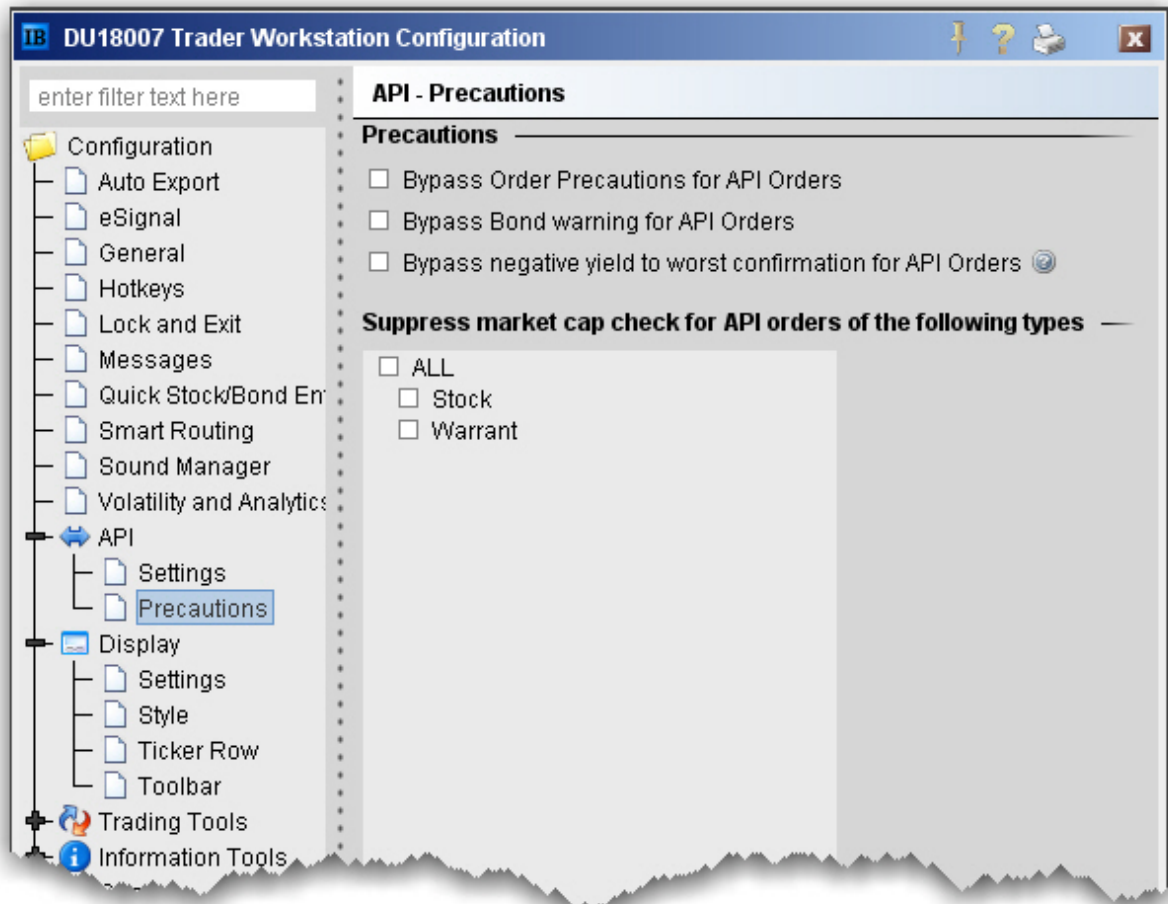 IB DU18007 Trader Workstation Configuration
enter filter text here
Configuration
Auto Export
eSignal
General
Hotkeys
Lock and Exit
Messages
Quick Stock/Bond
Smart Routing
Sound Manager
Volatility and Analytics
API
Settings
Precautions
Display
Settings
Style
Ticker Row
Toolbar
Trading Tools
Information Tools
API - Precautions
Precautions
Bypass Order Precautions for API Orders
Bypass Bond warning for API Orders
Bypass negative yield to worst confirmation for API Orders
Suppress market cap check for API orders of the following types
ALL
Stock
Warrant